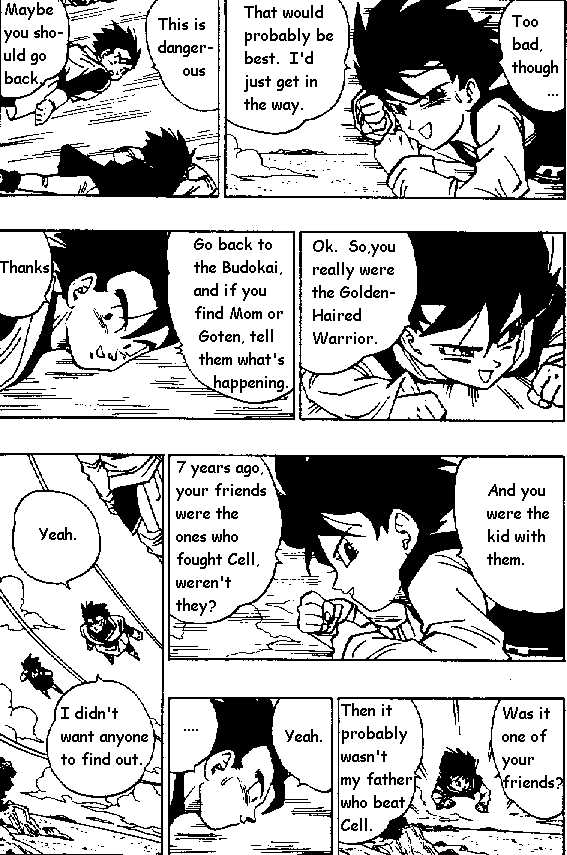 Maybe
you sho-
uld go
back.
This is
danger-
ous
That would
probably be
best. I'd
just get in
the way.
Too
bad,
though
...
Thanks
Go back to
the Budokai,
and if you
find Mom or
Goten, tell
them what's
happening.
Ok. So,you
really were
the Golden-
Haired
Warrior.
Yeah.
I didn't
want anyone
to find out.
7 years ago,
your friends
were the
ones who
fought Cell,
weren't
they?
And you
were the
kid with
them.
....
Yeah.
Then it
probably
wasn't
my father
who beat
Cell.
Was it
one of
your
friends?